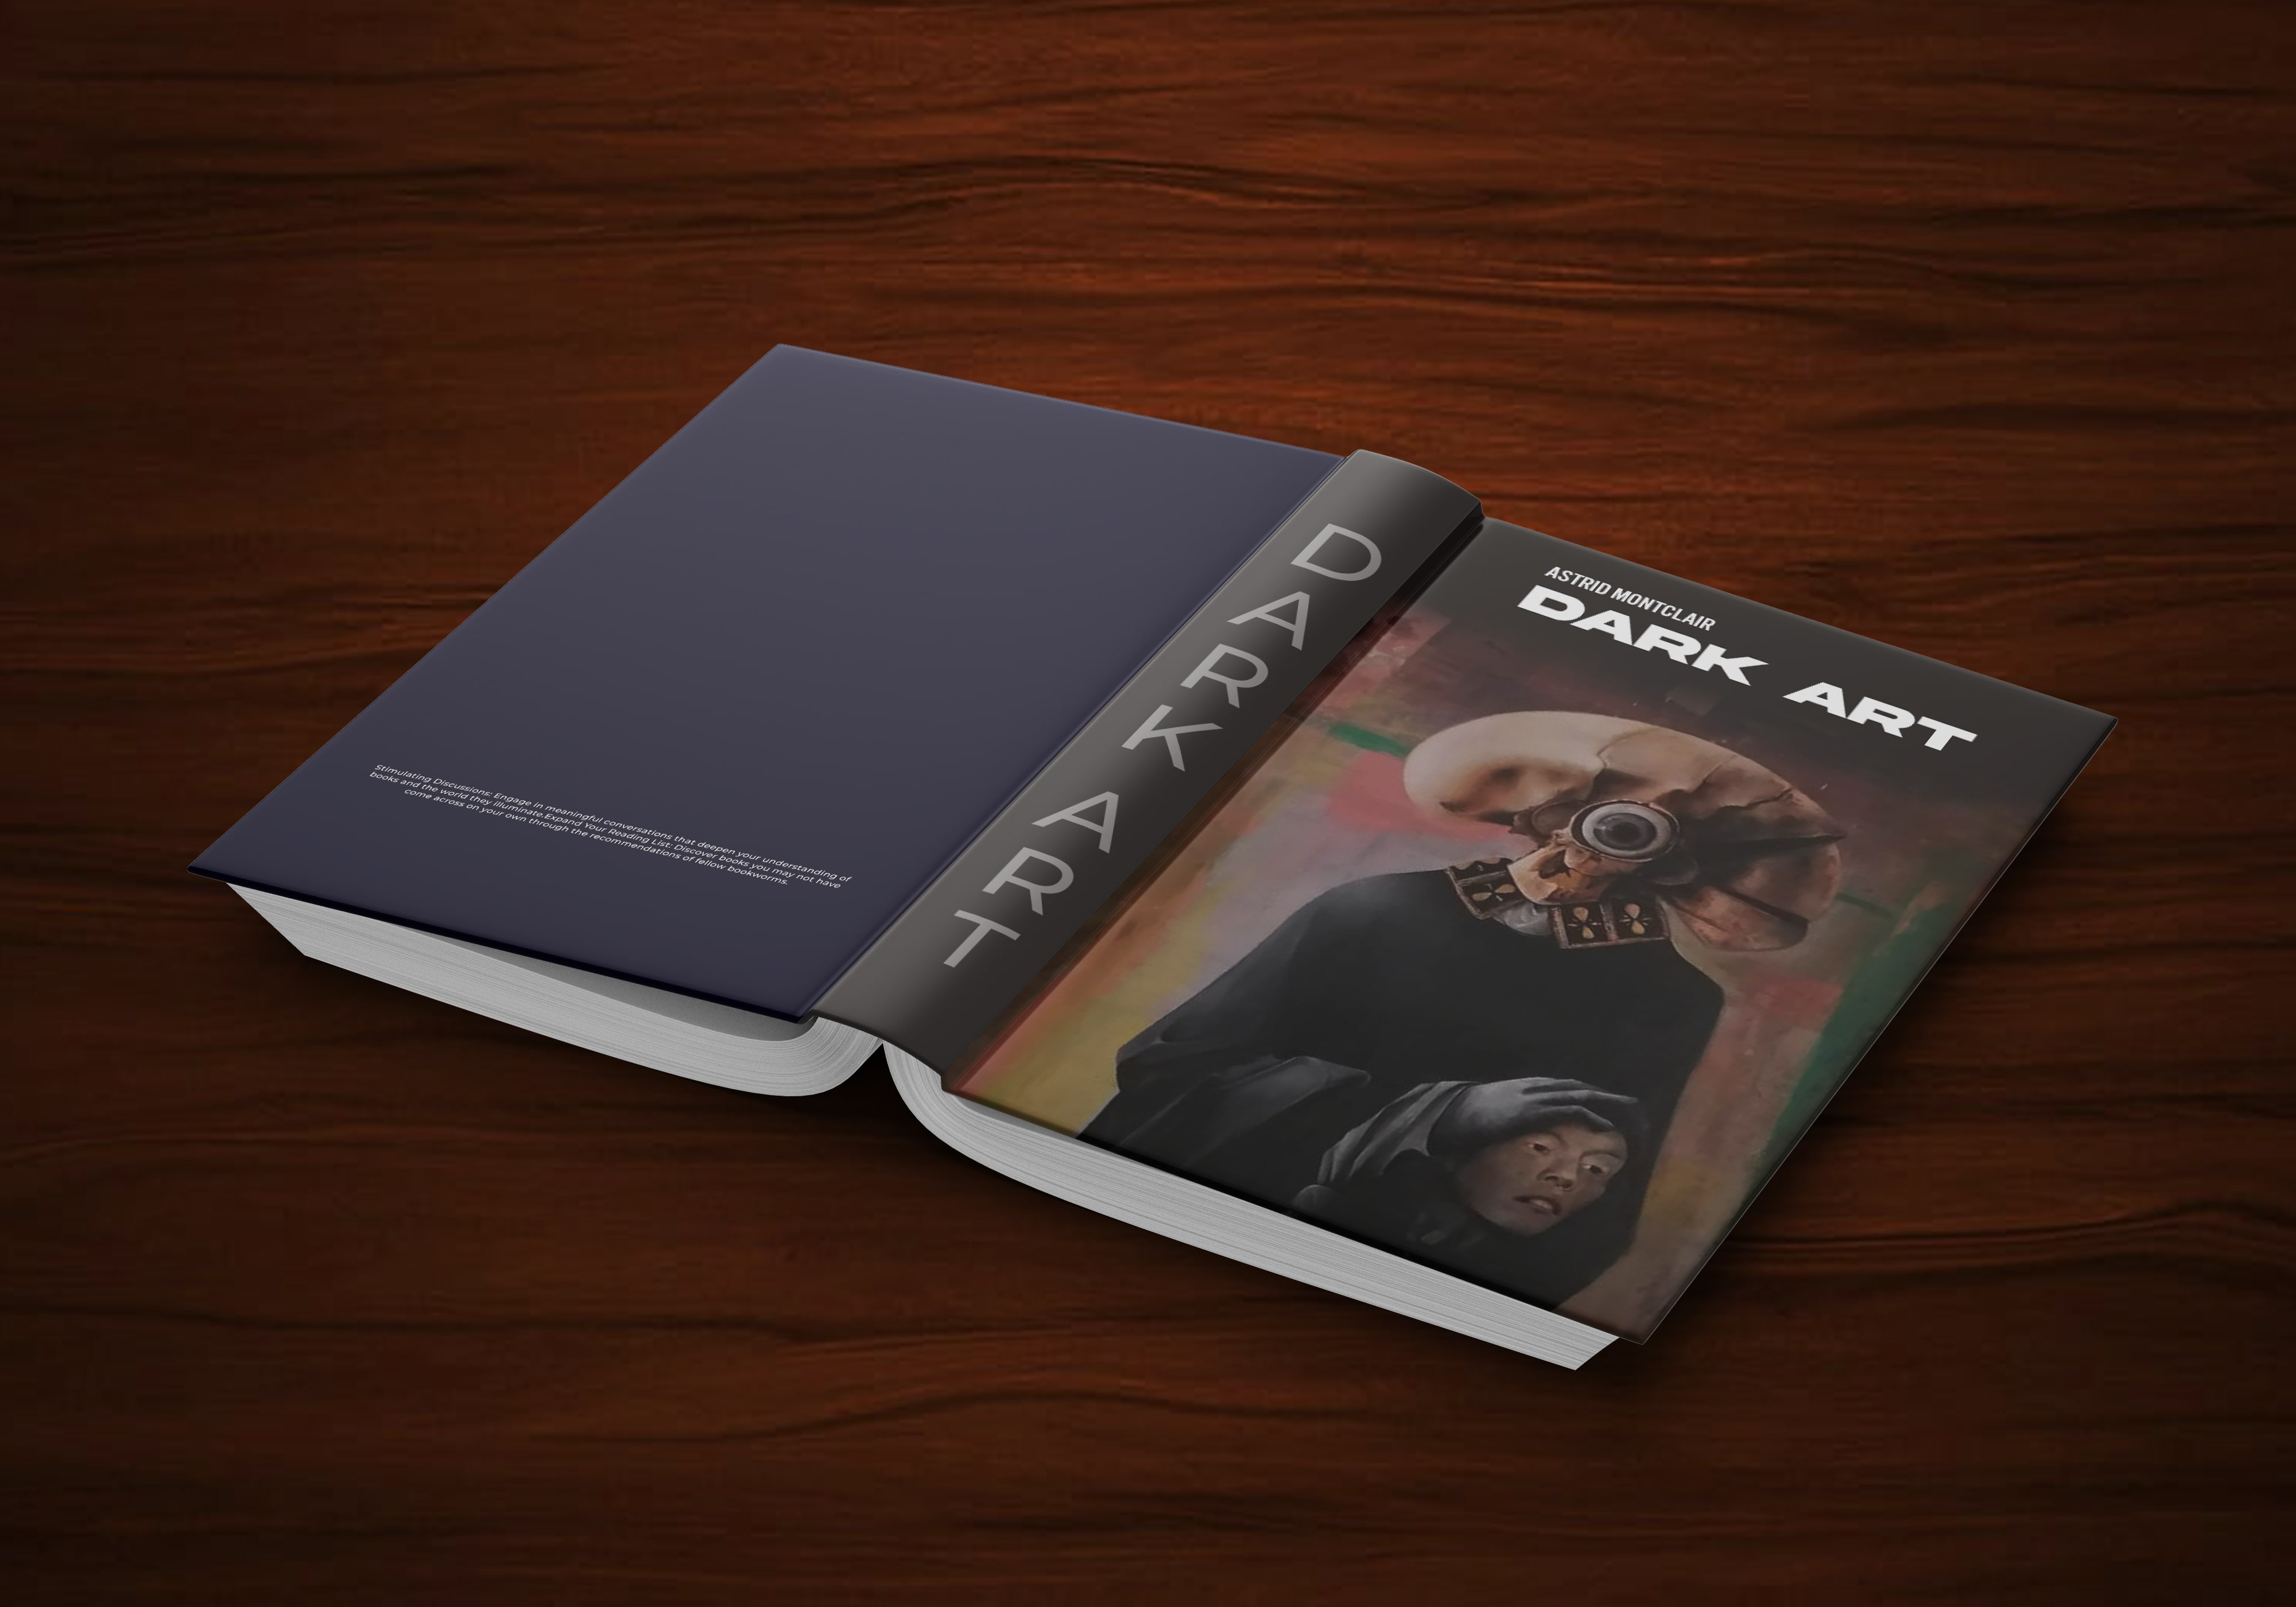 Stimulating Discussions: Engage in meaningful conversations that deepen your understanding of
books and the world they illuminate.Expand Your Reading List: Discover books you may not have
come across on your own through the recommendations of fellow bookworms.
DARK ART
ASTRID MONTCLAIR
DARK ART